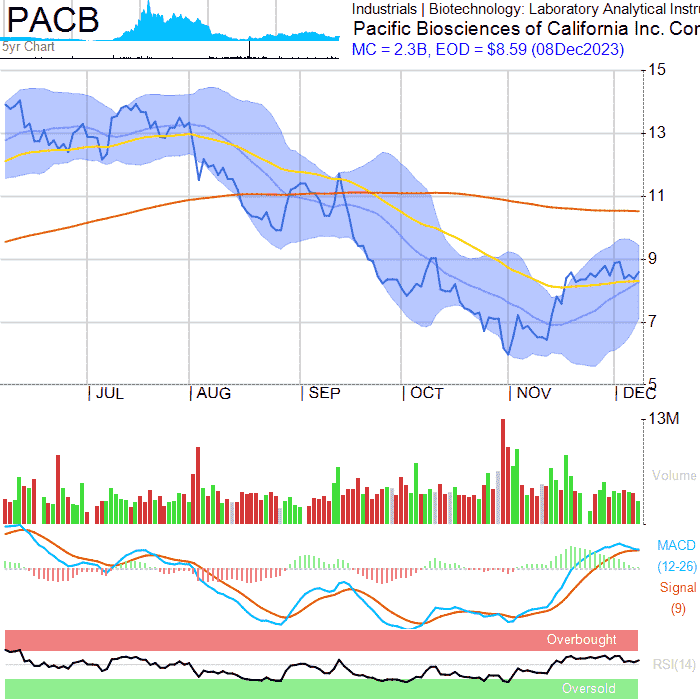 PACB
5yr Chart
Industrials | Biotechnology: Laboratory Analytical Instru
Pacific Biosciences of California Inc. Con
MC = 2.3B, EOD = $8.59 (08Dec2023)
15
13
11
9
7
5
JUL AUG SEP OCT NOV DEC
13M
Volume
MACD
(12-26)
Signal
(9)
Overbought
RSI(14)
Oversold